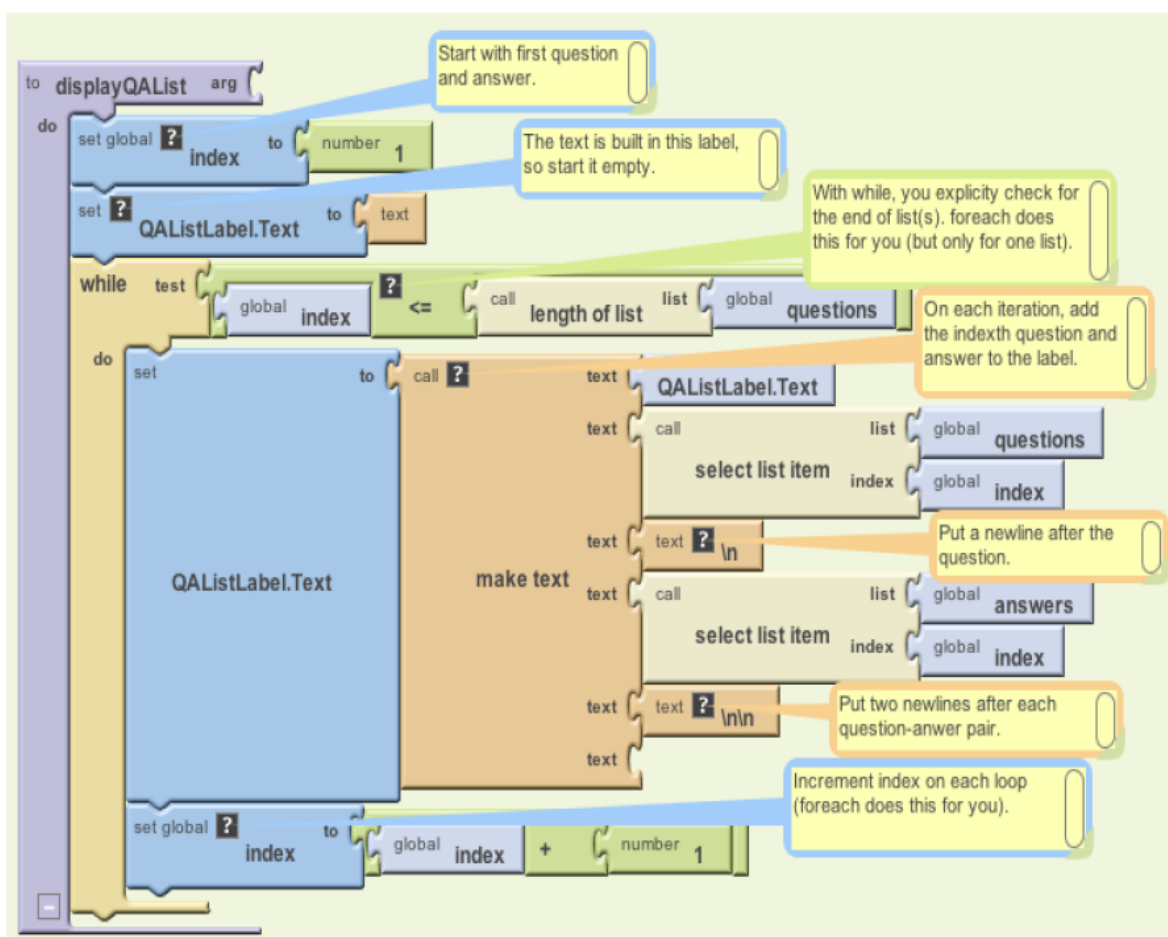 to displayQAList arg
Start with first question
and answer.
do
set global ? index to number 1
The text is built in this label,
so start it empty.
set ? QAListLabel.Text to text
With while, you explicity check for
the end of list(s). foreach does
this for you (but only for one list).
while test global index ? <= call length of list list global questions
On each iteration, add
the indexth question and
answer to the label.
do
set QAListLabel.Text to call ? make text
text QAListLabel.Text
text call select list item list global questions
index global index
text text ? \n
Put a newline after the
question.
text call select list item list global answers
index global index
text text ? \n\n
Put two newlines after each
question-anwer pair.
text
Increment index on each loop
(foreach does this for you).
set global ? index to global index + number 1